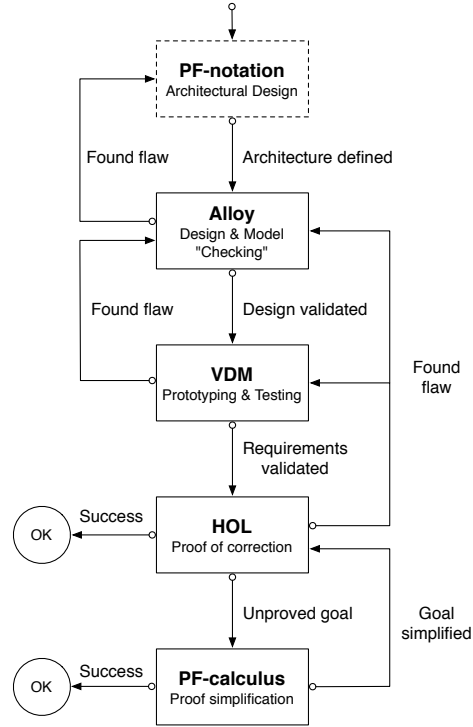 PF-notation
Architectural Design
Found flaw
Architecture defined
Alloy
Design & Model
"Checking"
Found flaw
Design validated
VDM
Prototyping & Testing
Found
flaw
Requirements
validated
OK
Success
HOL
Proof of correction
Unproved goal
Goal
simplified
OK
Success
PF-calculus
Proof simplification